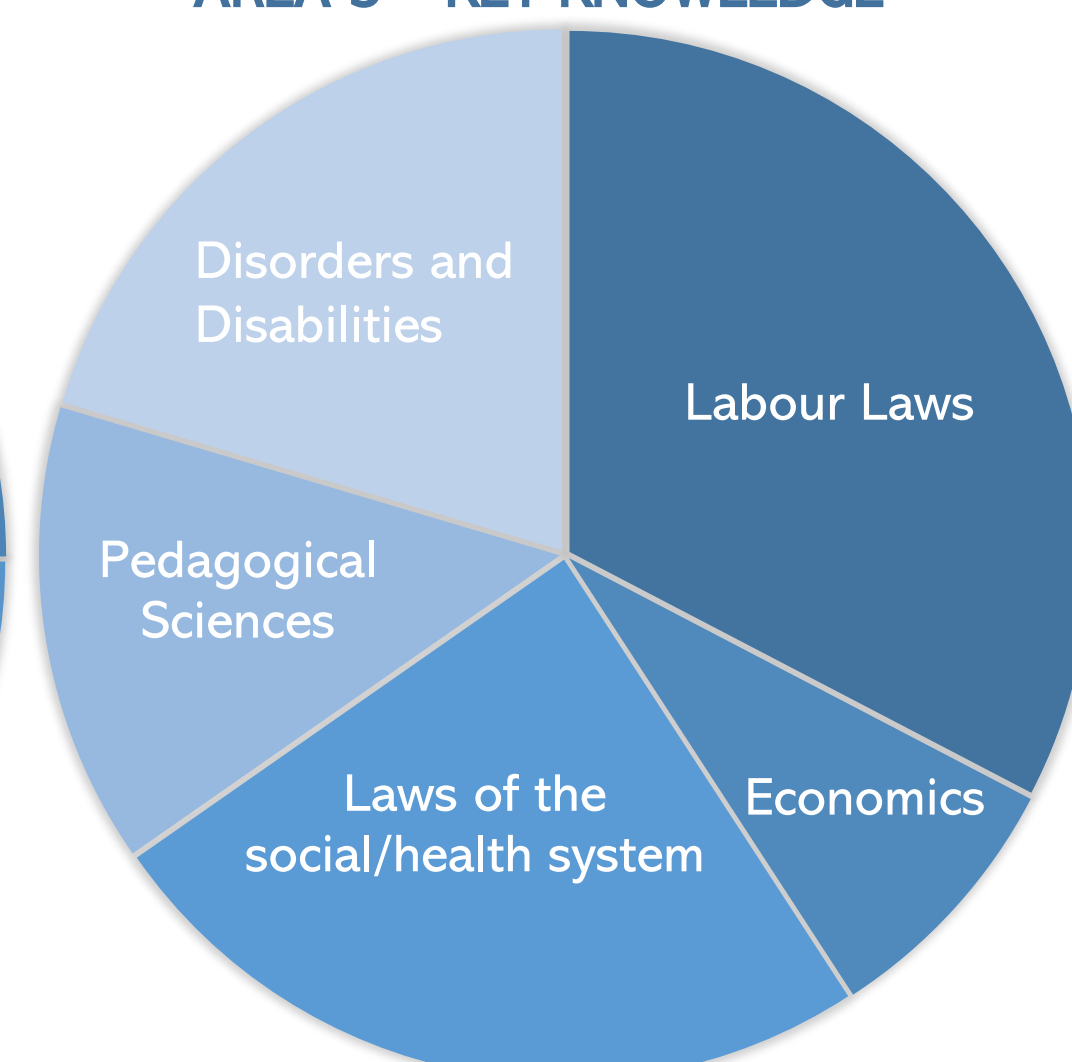 Disorders and
Disabilities
Labour Laws
Pedagogical
Sciences
Laws of the
social/health system
Economics